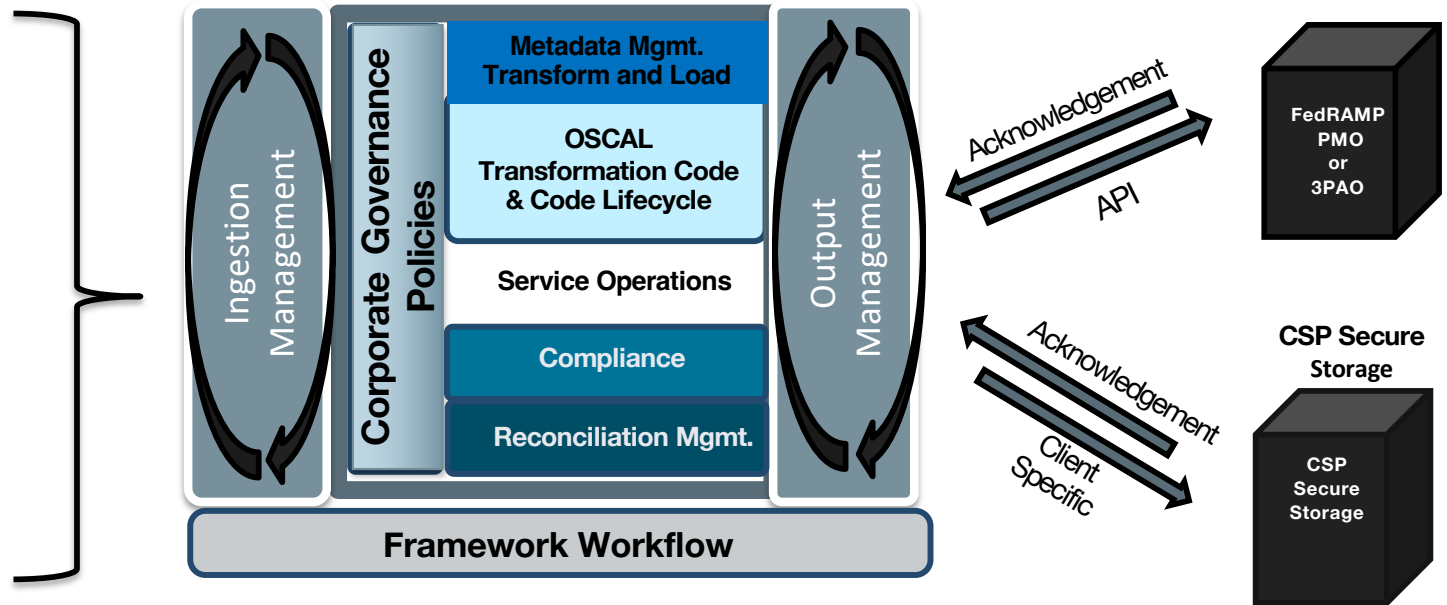 Ingestion
Management
Corporate Governance
Policies
Metadata Mgmt.
Transform and Load
OSCAL
Transformation Code
& Code Lifecycle
Service Operations
Compliance
Reconciliation Mgmt.
Output
Management
Framework Workflow
Acknowledgement
API
FedRAMP
PMO
or
3PAO
Acknowledgement
Client
Specific
CSP Secure
Storage
CSP
Secure
Storage